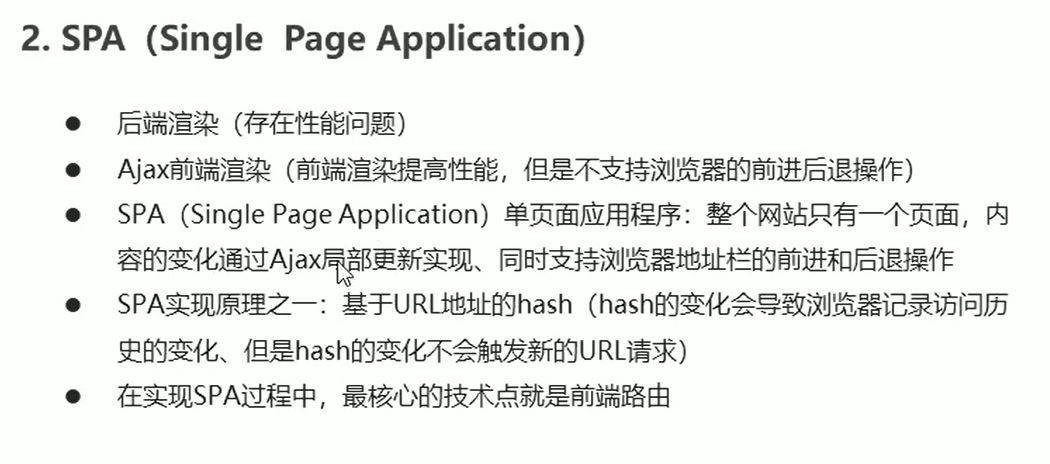 2. SPA（Single Page Application）
● 后端渲染（存在性能问题）
● Ajax前端渲染（前端渲染提高性能，但是不支持浏览器的前进后退操作）
● SPA（Single Page Application）单页面应用程序：整个网站只有一个页面，内
容的变化通过Ajax局部更新实现、同时支持浏览器地址栏的前进和后退操作
● SPA实现原理之一：基于URL地址的hash（hash的变化会导致浏览器记录访问历
史的变化、但是hash的变化不会触发新的URL请求）
● 在实现SPA过程中，最核心的技术点就是前端路由